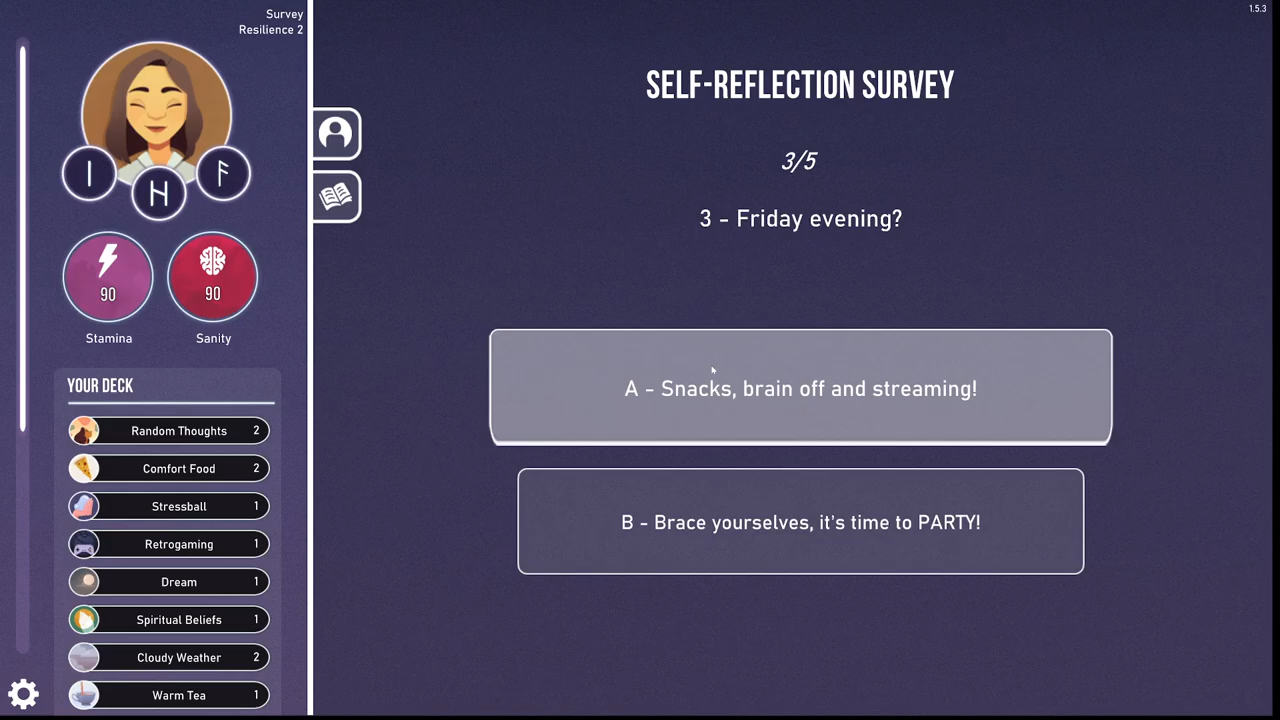 Survey
Resilience 2
1.5.3
I
H
ᚨ
90
90
Stamina
Sanity
YOUR DECK
Random Thoughts 2
Comfort Food 2
Stressball 1
Retrogaming 1
Dream 1
Spiritual Beliefs 1
Cloudy Weather 2
Warm Tea 1
SELF-REFLECTION SURVEY
3/5
3 - Friday evening?
A - Snacks, brain off and streaming!
B - Brace yourselves, it's time to PARTY!